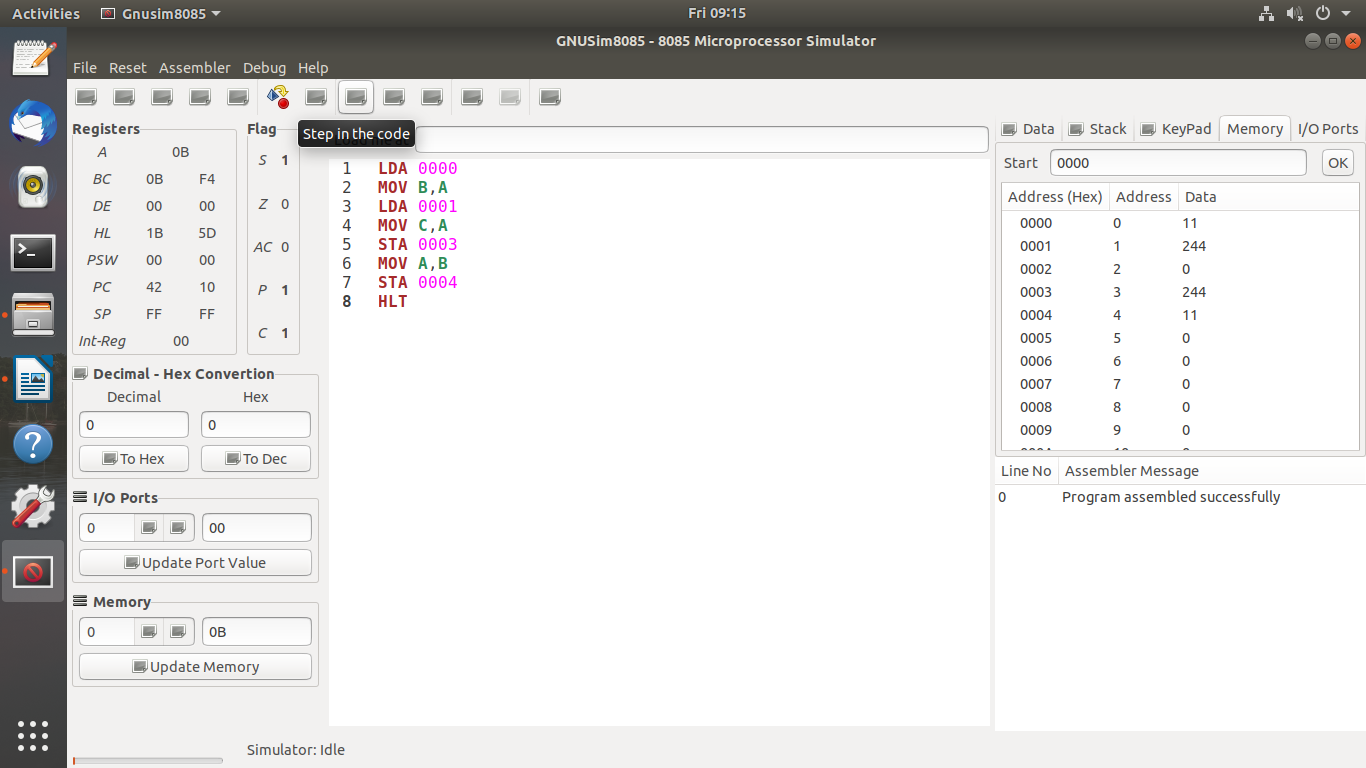 Activities Gnusim8085 Fri 09:15
GNUSim8085 - 8085 Microprocessor Simulator
File Reset Assembler Debug Help
Step in the code
Registers
A 0B
BC 0B F4
DE 00 00
HL 1B 5D
PSW 00 00
PC 42 10
SP FF FF
Int-Reg 00
Flag
S 1
Z 0
AC 0
P 1
C 1
Decimal - Hex Convertion
Decimal Hex
0 0
To Hex To Dec
I/O Ports
0 00
Update Port Value
Memory
0 0B
Update Memory
1 LDA 0000
2 MOV B,A
3 LDA 0001
4 MOV C,A
5 STA 0003
6 MOV A,B
7 STA 0004
8 HLT
Data Stack KeyPad Memory I/O Ports
Start 0000 OK
Address (Hex) Address Data
0000 0 11
0001 1 244
0002 2 0
0003 3 244
0004 4 11
0005 5 0
0006 6 0
0007 7 0
0008 8 0
0009 9 0
Line No Assembler Message
0 Program assembled successfully
Simulator: Idle